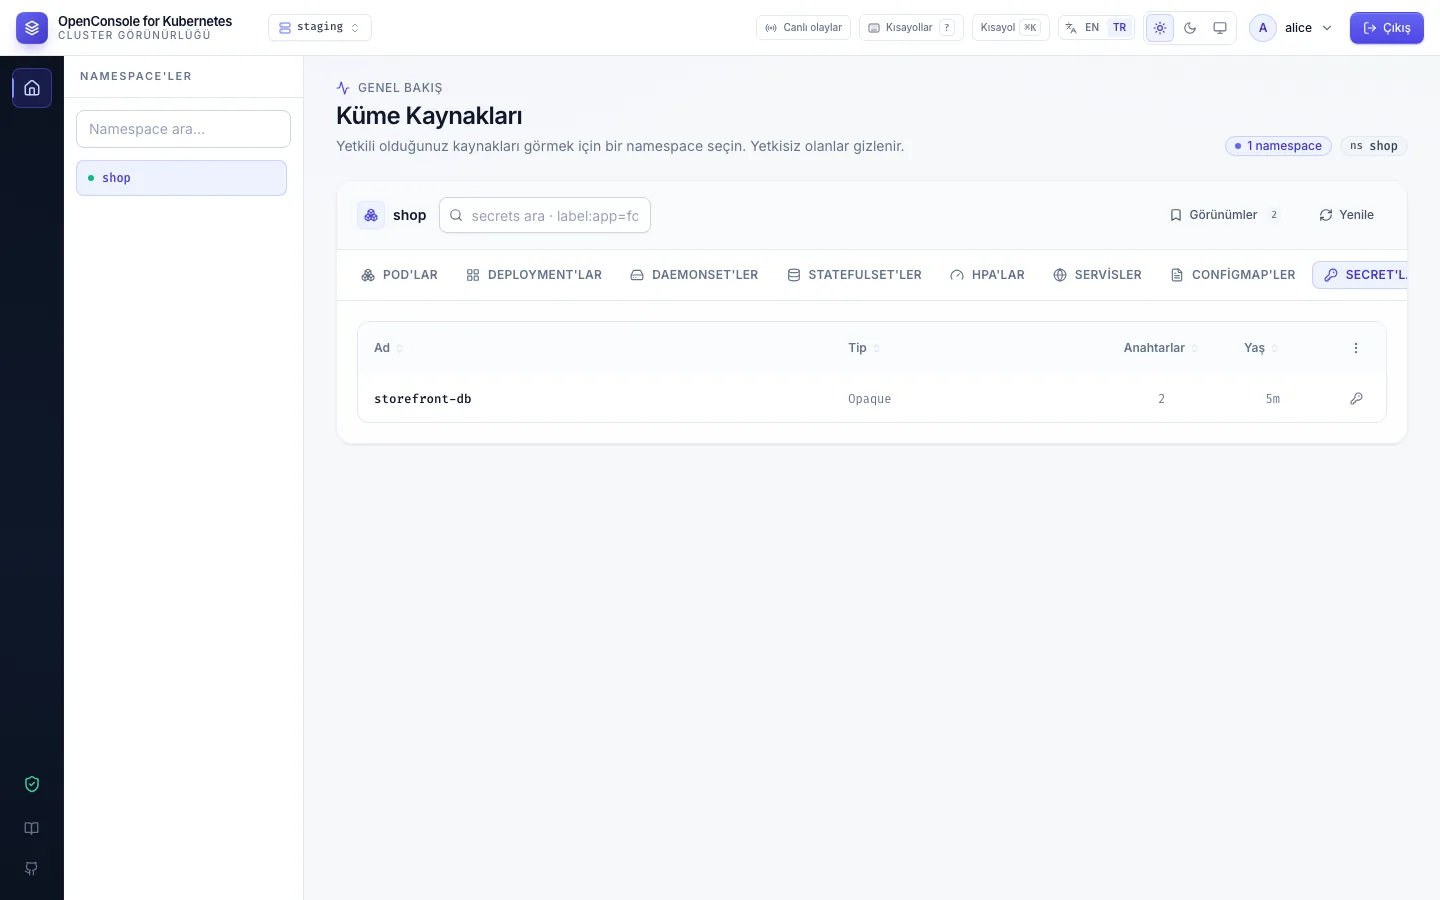 OpenConsole for Kubernetes
CLUSTER GÖRÜNÜRLÜĞÜ
staging
Canlı olaylar
Kısayollar ?
Kısayol ⌘K
EN TR
A alice
Çıkış
NAMESPACE'LER
Namespace ara...
shop
GENEL BAKIŞ
Küme Kaynakları
Yetkili olduğunuz kaynakları görmek için bir namespace seçin. Yetkisiz olanlar gizlenir.
1 namespace
ns shop
shop
secrets ara · label:app=fo
Görünümler 2
Yenile
POD'LAR DEPLOYMENT'LAR DAEMONSET'LER STATEFULSET'LER HPA'LAR SERVİSLER CONFİGMAP'LER SECRET'L
Ad Tip Anahtarlar Yaş
storefront-db Opaque 2 5m